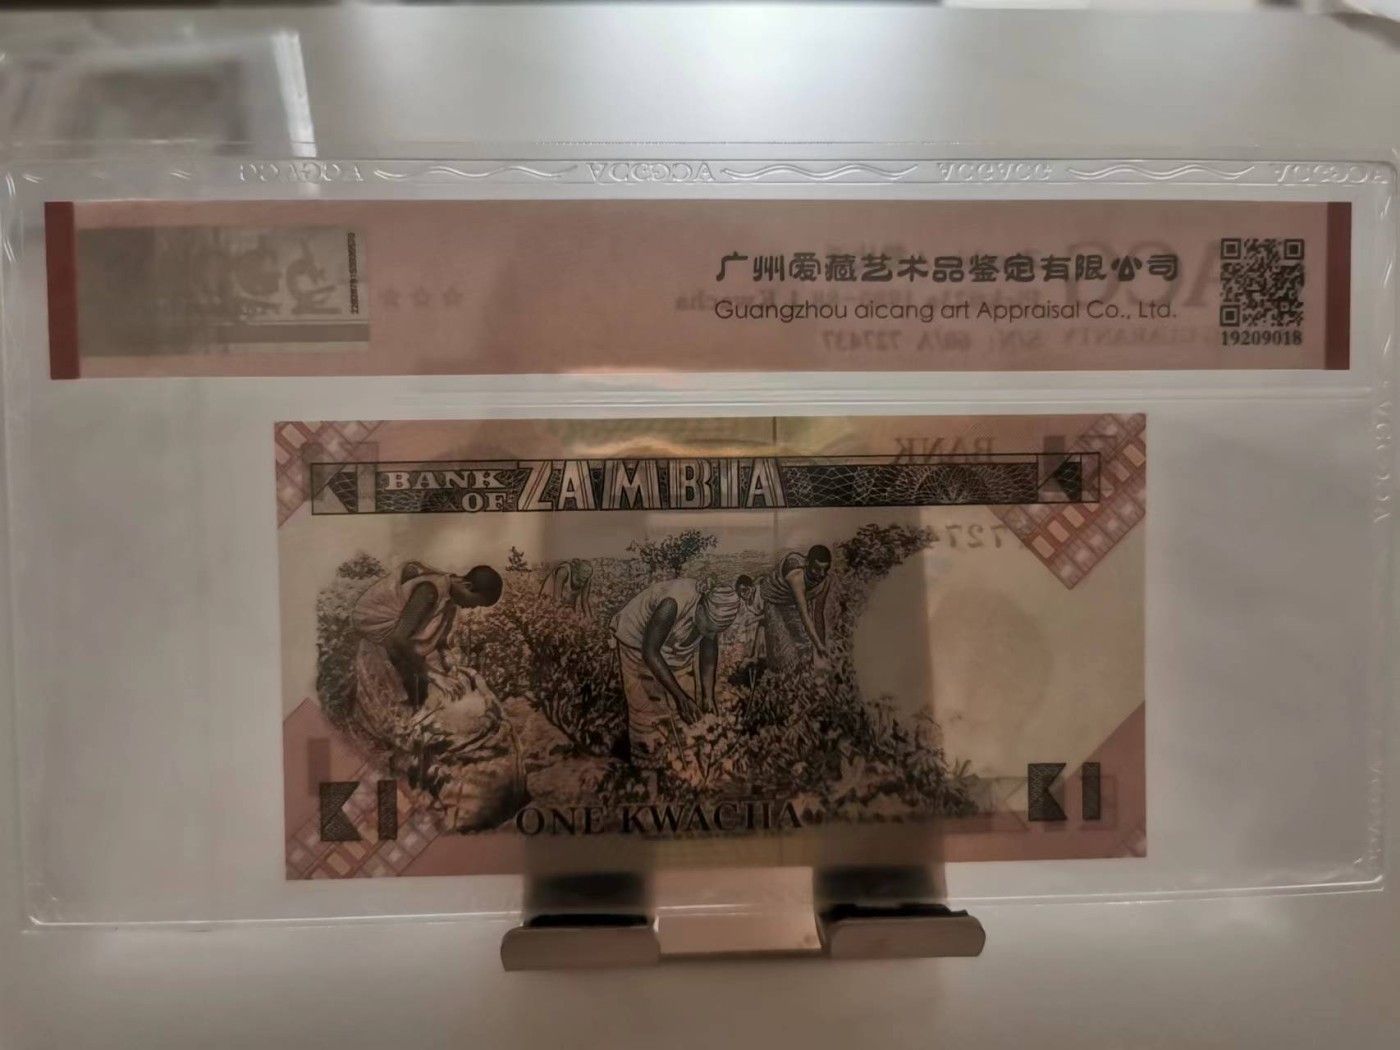 广州爱藏艺术品鉴定有限公司
Guangzhou aicang art Appraisal Co., Ltd.
19209018
K1 BANK OF ZAMBIA K1
K1 ONE KWACHA K1